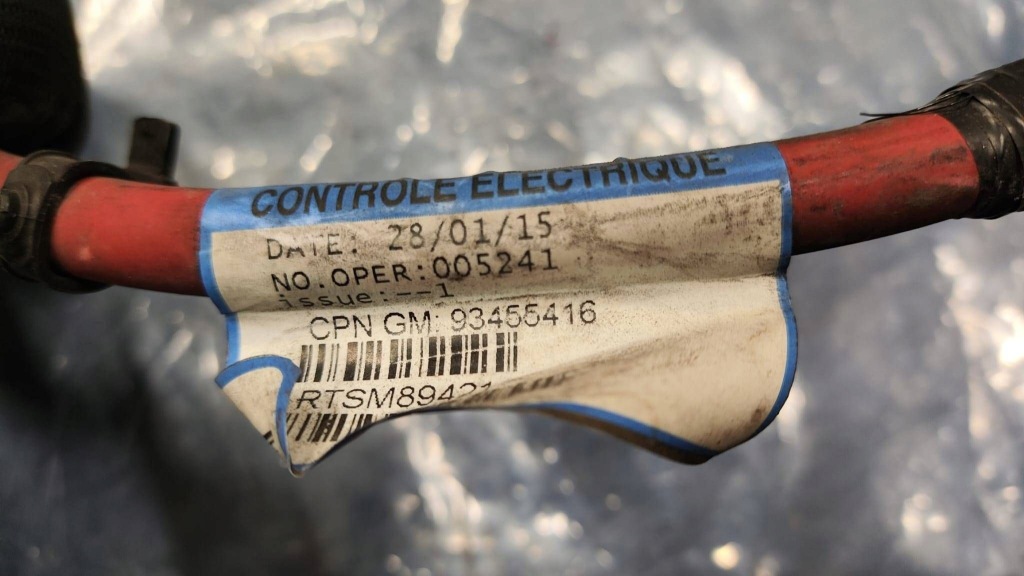 CONTROLE ELECTRIQUE
DATE: 28/01/15
NO.OPER:005241
issue:--1
CPN GM: 93455416
RTSM89421